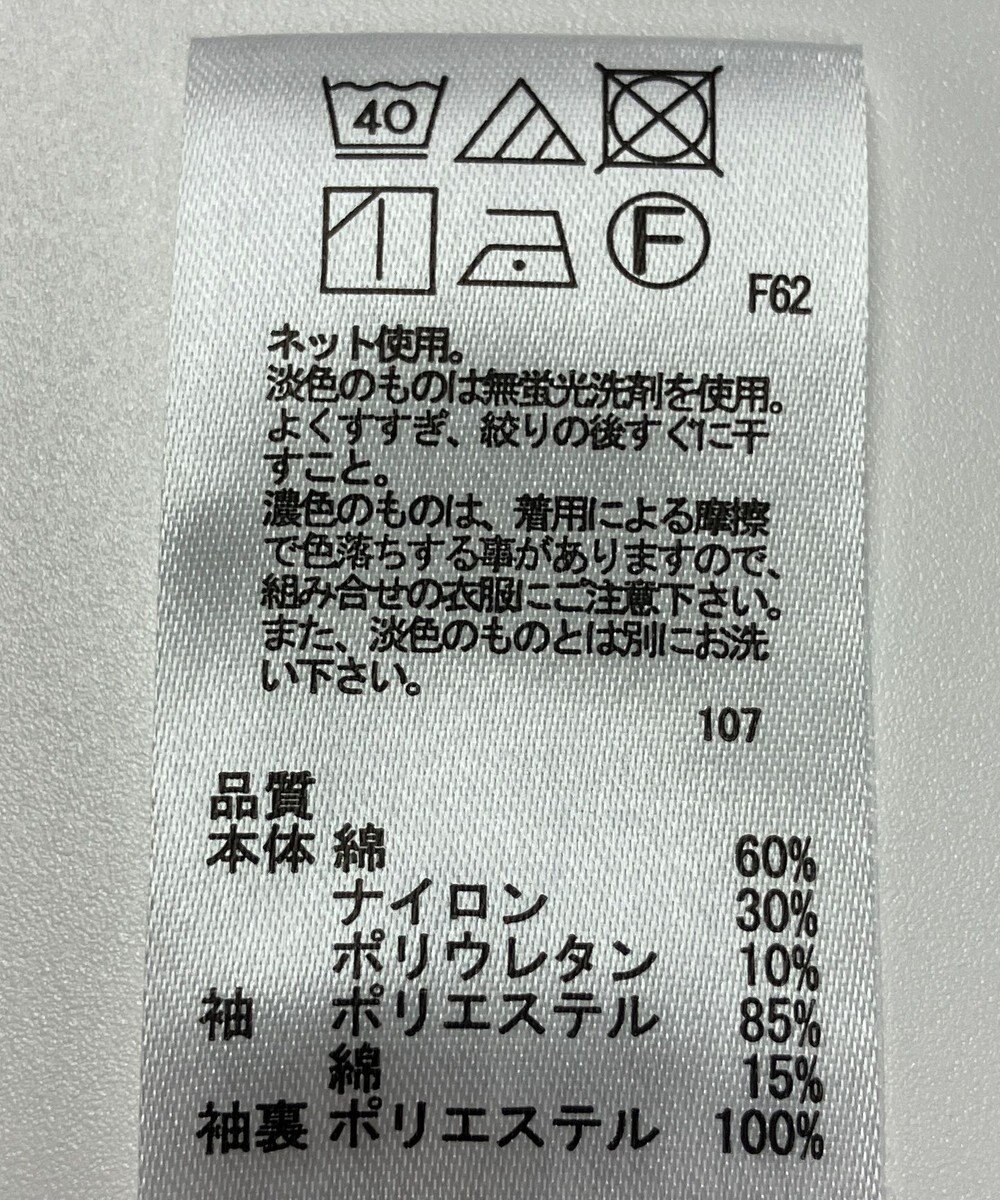 40
F
F62
ネット使用。
淡色のものは無蛍光洗剤を使用。
よくすすぎ、絞りの後すぐに干
すこと。
濃色のものは、着用による摩擦
で色落ちする事がありますので、
組み合せの衣服にご注意下さい。
また、淡色のものとは別にお洗
い下さい。
107
品質
本体 綿 60%
ナイロン 30%
ポリウレタン 10%
袖 ポリエステル 85%
綿 15%
袖裏 ポリエステル 100%